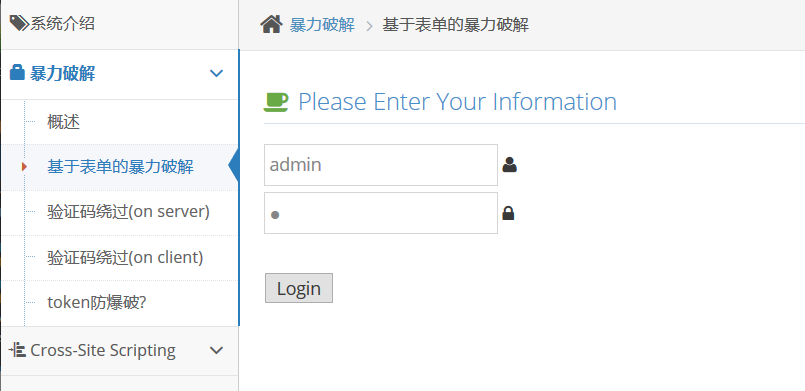 系统介绍
暴力破解
概述
基于表单的暴力破解
验证码绕过(on server)
验证码绕过(on client)
token防爆破?
Cross-Site Scripting
暴力破解 > 基于表单的暴力破解
Please Enter Your Information
admin
Login